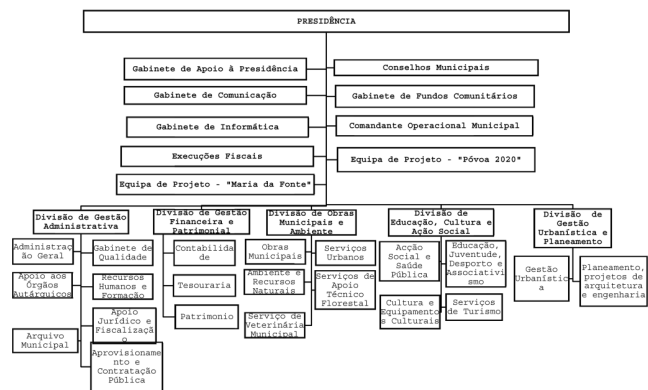 PRESIDÊNCIA
Gabinete de Apoio à Presidência
Conselhos Municipais
Gabinete de Comunicação
Gabinete de Fundos Comunitários
Gabinete de Informática
Comandante Operacional Municipal
Execuções Fiscais
Equipa de Projeto - "Póvoa 2020"
Equipa de Projeto - "Maria da Fonte"
Divisão de Gestão
Administrativa
Divisão de Gestão
Financeira e
Patrimonial
Divisão de Obras
Municipais e
Ambiente
Divisão de
Educação, Cultura e
Ação Social
Divisão de
Gestão
Urbanística e
Planeamento
Administraç
ão Geral
Gabinete de
Qualidade
Apoio aos
Órgãos
Autárquicos
Recursos
Humanos e
Formação
Apoio
Jurídico e
Fiscalizaçã
o
Arquivo
Municipal
Aprovisioname
nto e
Contratação
Pública
Contabilida
de
Tesouraria
Patrimonio
Obras
Municipais
Serviços
Urbanos
Ambiente e
Recursos
Naturais
Serviços de
Apoio
Técnico
Florestal
Serviço de
Veterinária
Municipal
Acção
Social e
Saúde
Pública
Educação,
Juventude,
Desporto e
Associativi
smo
Cultura e
Equipamento
s Culturais
Serviços
de Turismo
Gestão
Urbanístic
a
Planeamento,
projetos de
arquitetura
e engenharia